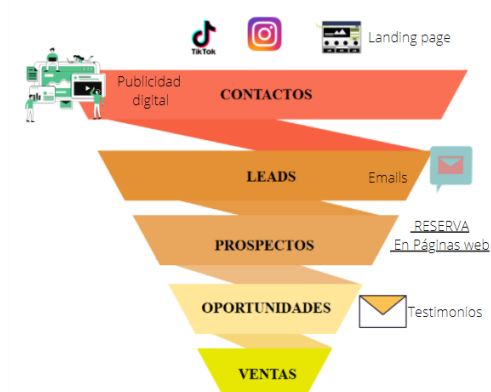 TikTok
Landing page
Publicidad
digital
CONTACTOS
LEADS
Emails
PROSPECTOS
RESERVA
En Páginas web
OPORTUNIDADES
Testimonios
VENTAS